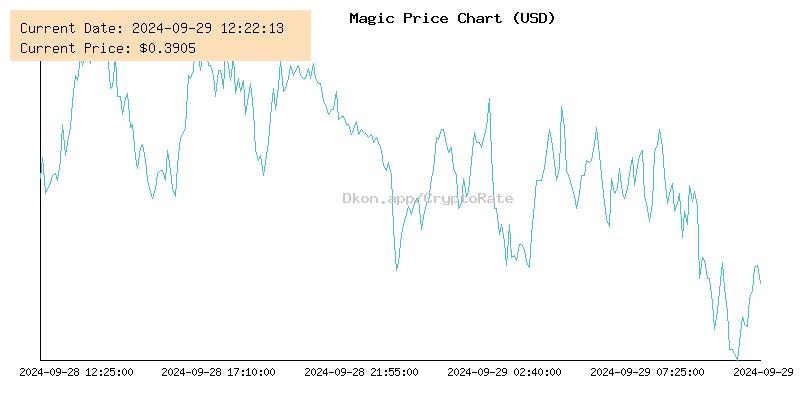 Magic Price Chart (USD)
Current Date: 2024-09-29 12:22:13
Current Price: $0.3905
Dkon.app/CryptoRate
2024-09-28 12:25:00 2024-09-28 17:10:00 2024-09-28 21:55:00 2024-09-29 02:40:00 2024-09-29 07:25:00 2024-09-29